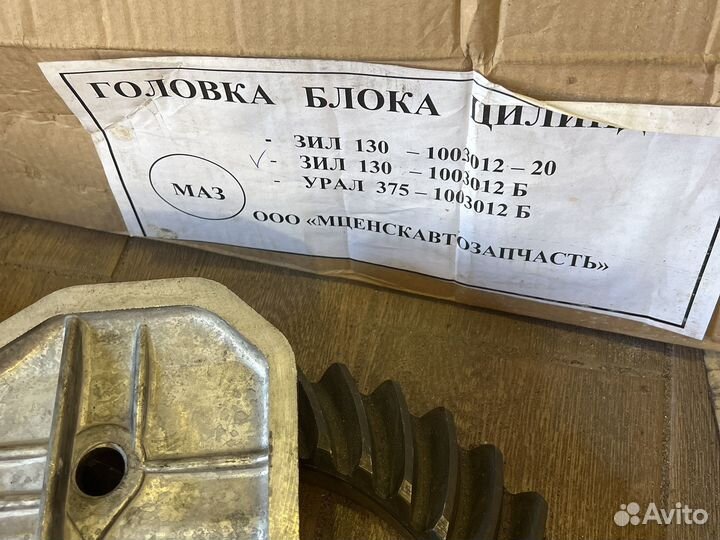 ГОЛОВКА БЛОКА
- ЗИЛ 130 – 1003012 – 20
✓- ЗИЛ 130 – 1003012 Б
- УРАЛ 375 – 1003012 Б
МАЗ
ООО «МЦЕНСКАВТОЗАПЧАСТЬ»
Avito